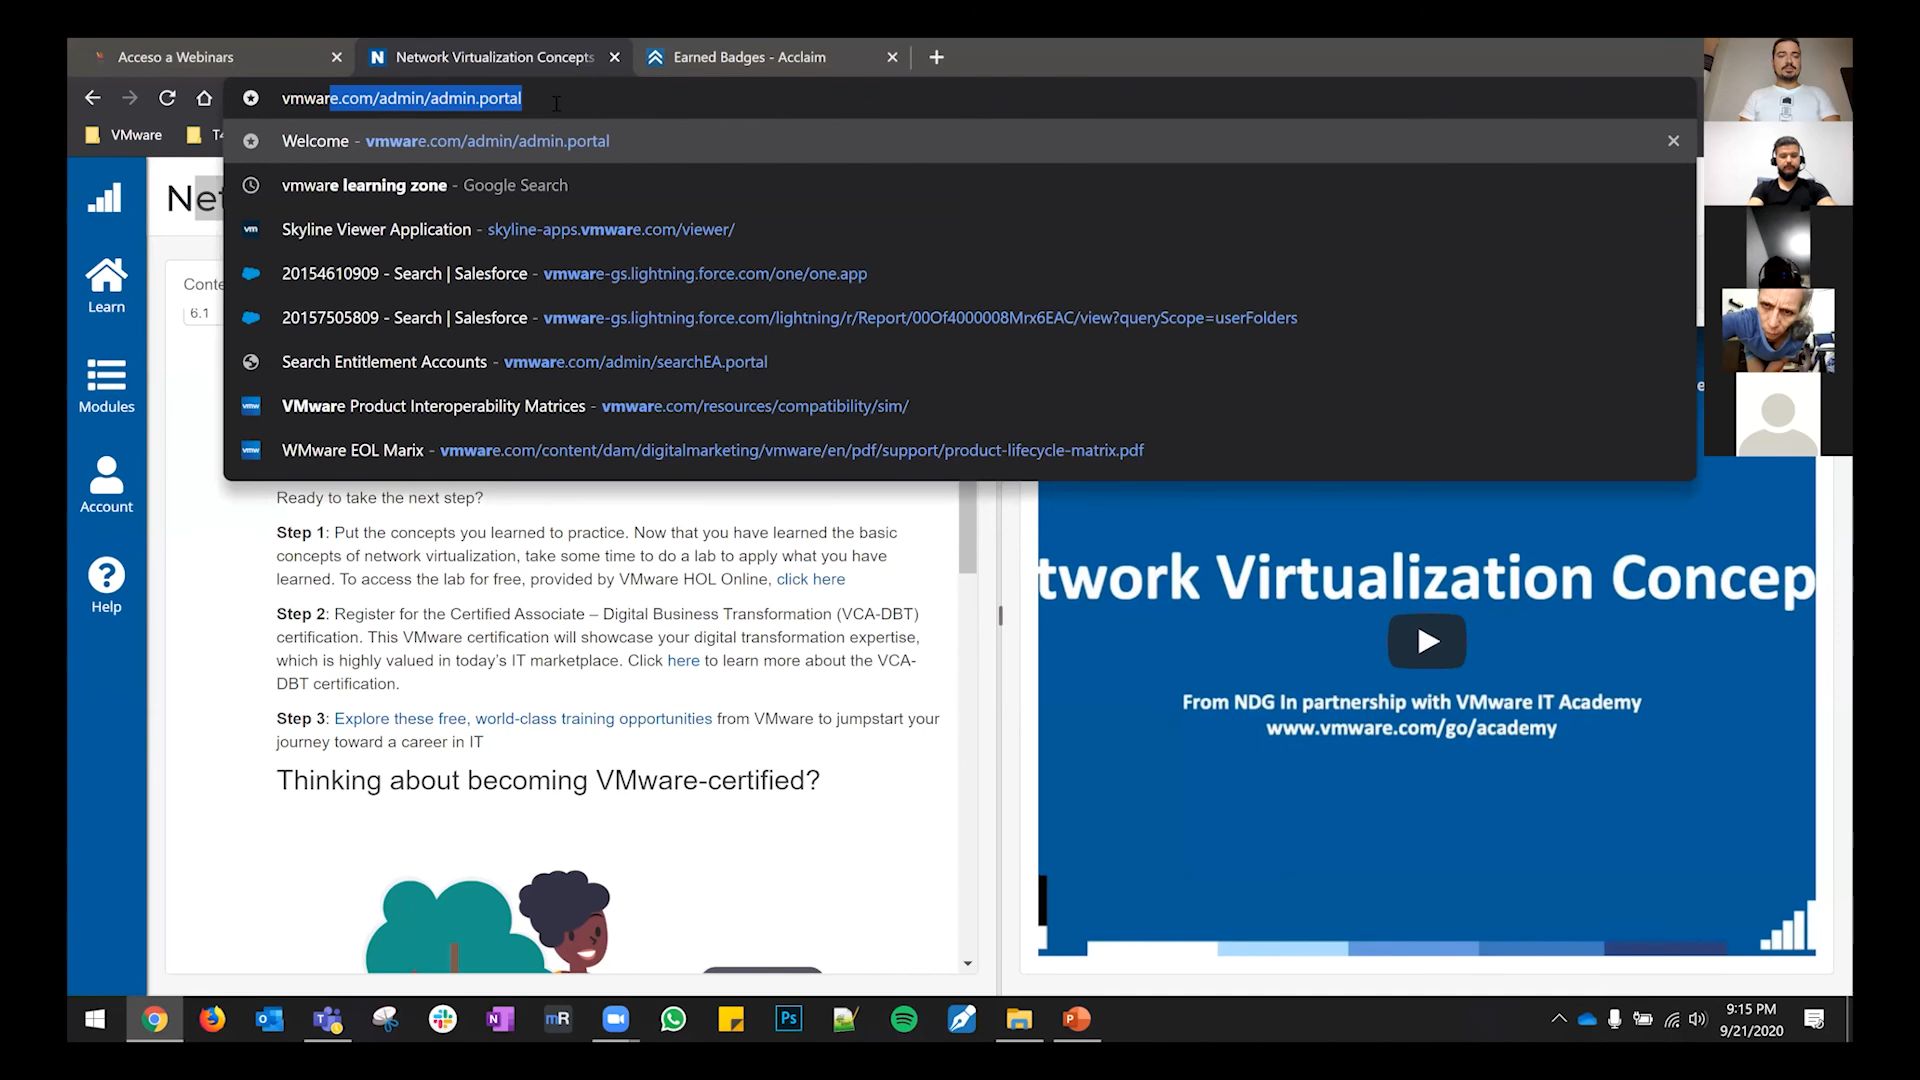 Acceso a Webinars
Network Virtualization Concepts
Earned Badges - Acclaim
vmware.com/admin/admin.portal
VMware
T4
Welcome - vmware.com/admin/admin.portal
vmware learning zone - Google Search
Skyline Viewer Application - skyline-apps.vmware.com/viewer/
20154610909 - Search | Salesforce - vmware-gs.lightning.force.com/one/one.app
20157505809 - Search | Salesforce - vmware-gs.lightning.force.com/lightning/r/Report/00Of4000008Mrx6EAC/view?queryScope=userFolders
Search Entitlement Accounts - vmware.com/admin/searchEA.portal
VMware Product Interoperability Matrices - vmware.com/resources/compatibility/sim/
WMware EOL Marix - vmware.com/content/dam/digitalmarketing/vmware/en/pdf/support/product-lifecycle-matrix.pdf
Net
Learn
Modules
Account
Help
Conte
6.1
Ready to take the next step?
Step 1: Put the concepts you learned to practice. Now that you have learned the basic
concepts of network virtualization, take some time to do a lab to apply what you have
learned. To access the lab for free, provided by VMware HOL Online, click here
Step 2: Register for the Certified Associate – Digital Business Transformation (VCA-DBT)
certification. This VMware certification will showcase your digital transformation expertise,
which is highly valued in today's IT marketplace. Click here to learn more about the VCA-
DBT certification.
Step 3: Explore these free, world-class training opportunities from VMware to jumpstart your
journey toward a career in IT
Thinking about becoming VMware-certified?
twork Virtualization Concep
From NDG In partnership with VMware IT Academy
www.vmware.com/go/academy
9:15 PM
9/21/2020